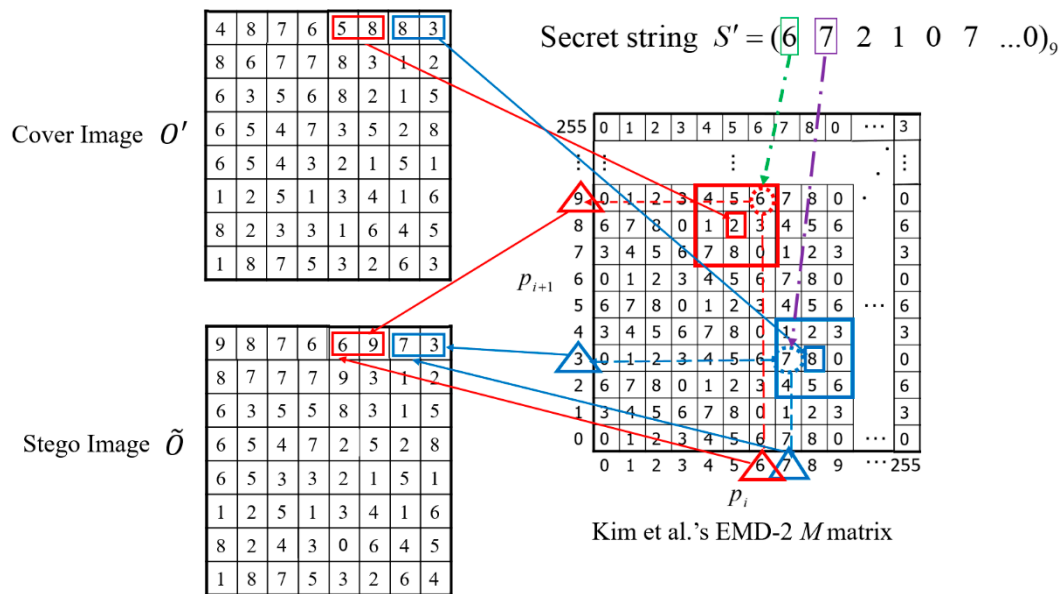 Cover Image O'
4 8 7 6 5 8 8 3
8 6 7 7 8 3 1 2
6 3 5 6 8 2 1 5
6 5 4 7 3 5 2 8
6 5 4 3 2 1 5 1
1 2 5 1 3 4 1 6
8 2 3 3 1 6 4 5
1 8 7 5 3 2 6 3
Stego Image Õ
9 8 7 6 6 9 7 3
8 7 7 7 9 3 1 2
6 3 5 5 8 3 1 5
6 5 4 7 2 5 2 8
6 5 3 3 2 1 5 1
1 2 5 1 3 4 1 6
8 2 4 3 0 6 4 5
1 8 7 5 3 2 6 4
Secret string S' = (6 7 2 1 0 7 ...0)₉
255 0 1 2 3 4 5 6 7 8 0 ⋯ 3
⋮ ⋮ ⋮ ⋮
9 0 1 2 3 4 5 6 7 8 0 0
8 6 7 8 0 1 2 3 4 5 6 6
7 3 4 5 6 7 8 0 1 2 3 3
6 0 1 2 3 4 5 6 7 8 0 0
5 6 7 8 0 1 2 3 4 5 6 ⋯ 6
4 3 4 5 6 7 8 0 1 2 3 3
3 0 1 2 3 4 5 6 7 8 0 0
2 6 7 8 0 1 2 3 4 5 6 6
1 3 4 5 6 7 8 0 1 2 3 3
0 0 1 2 3 4 5 6 7 8 0 ⋯ 0
0 1 2 3 4 5 6 7 8 9 ⋯ 255
pᵢ₊₁
pᵢ
Kim et al.'s EMD-2 M matrix